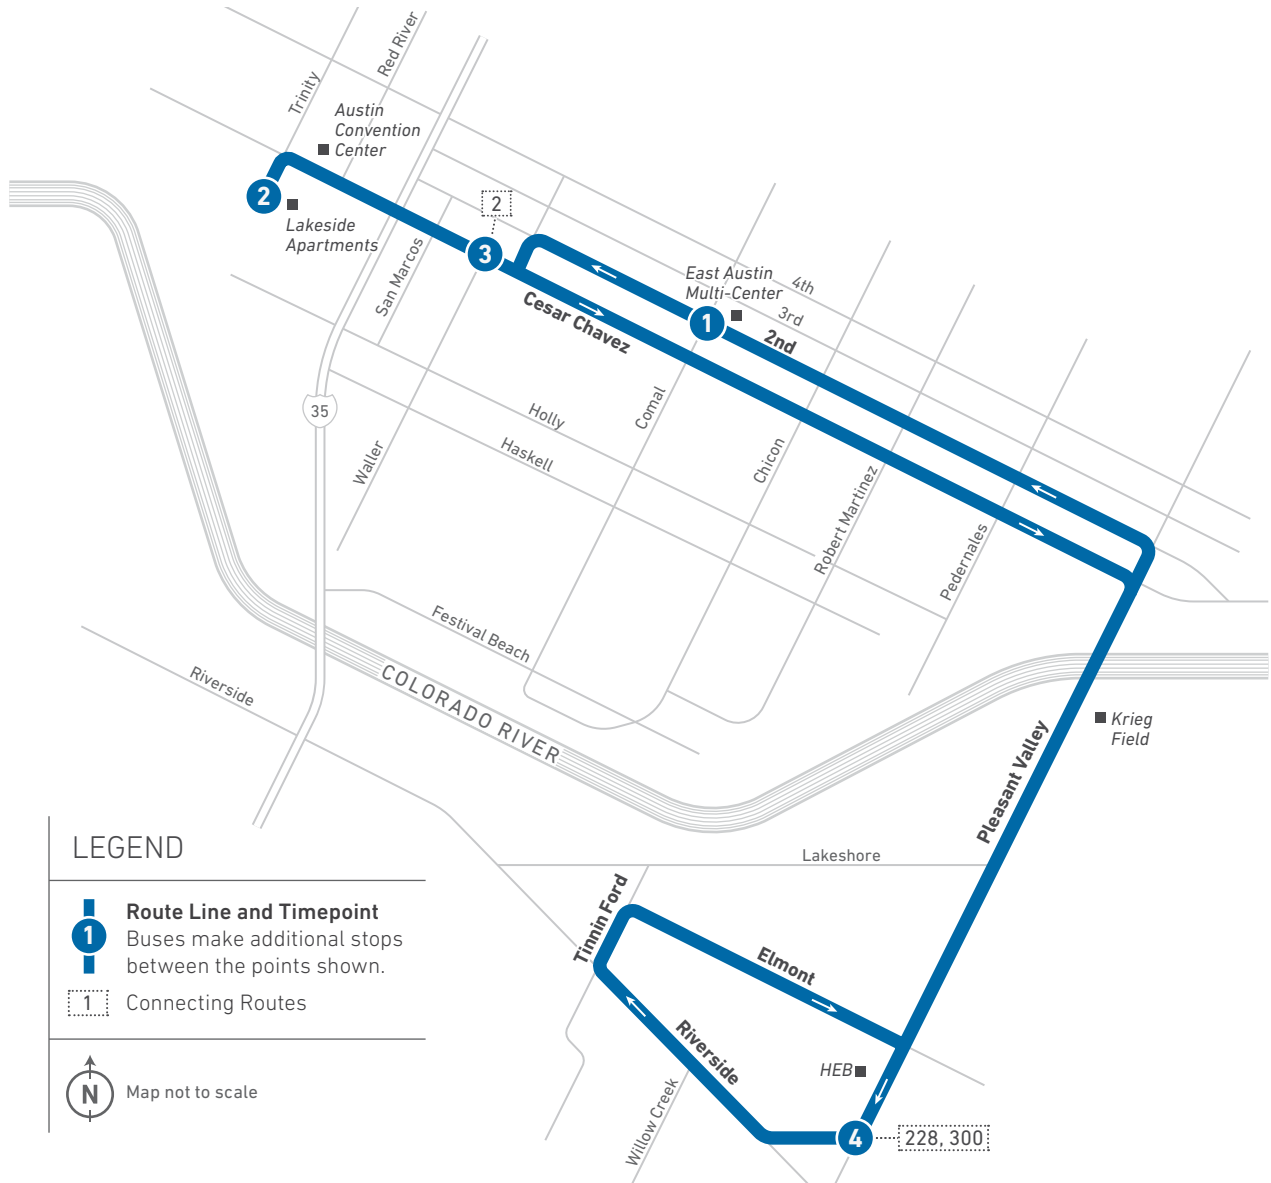 Red River
Trinity
Austin
Convention
Center
2
Lakeside
Apartments
2
3
San Marcos
East Austin
Multi-Center
4th
3rd
2nd
1
Cesar Chavez
35
Holly
Haskell
Waller
Comal
Chicon
Robert Martinez
Pedernales
Festival Beach
Riverside
COLORADO RIVER
Krieg
Field
Pleasant Valley
Lakeshore
Tinnin Ford
Elmont
Riverside
HEB
Willow Creek
4
228, 300
LEGEND
1
Route Line and Timepoint
Buses make additional stops
between the points shown.
1
Connecting Routes
N
Map not to scale